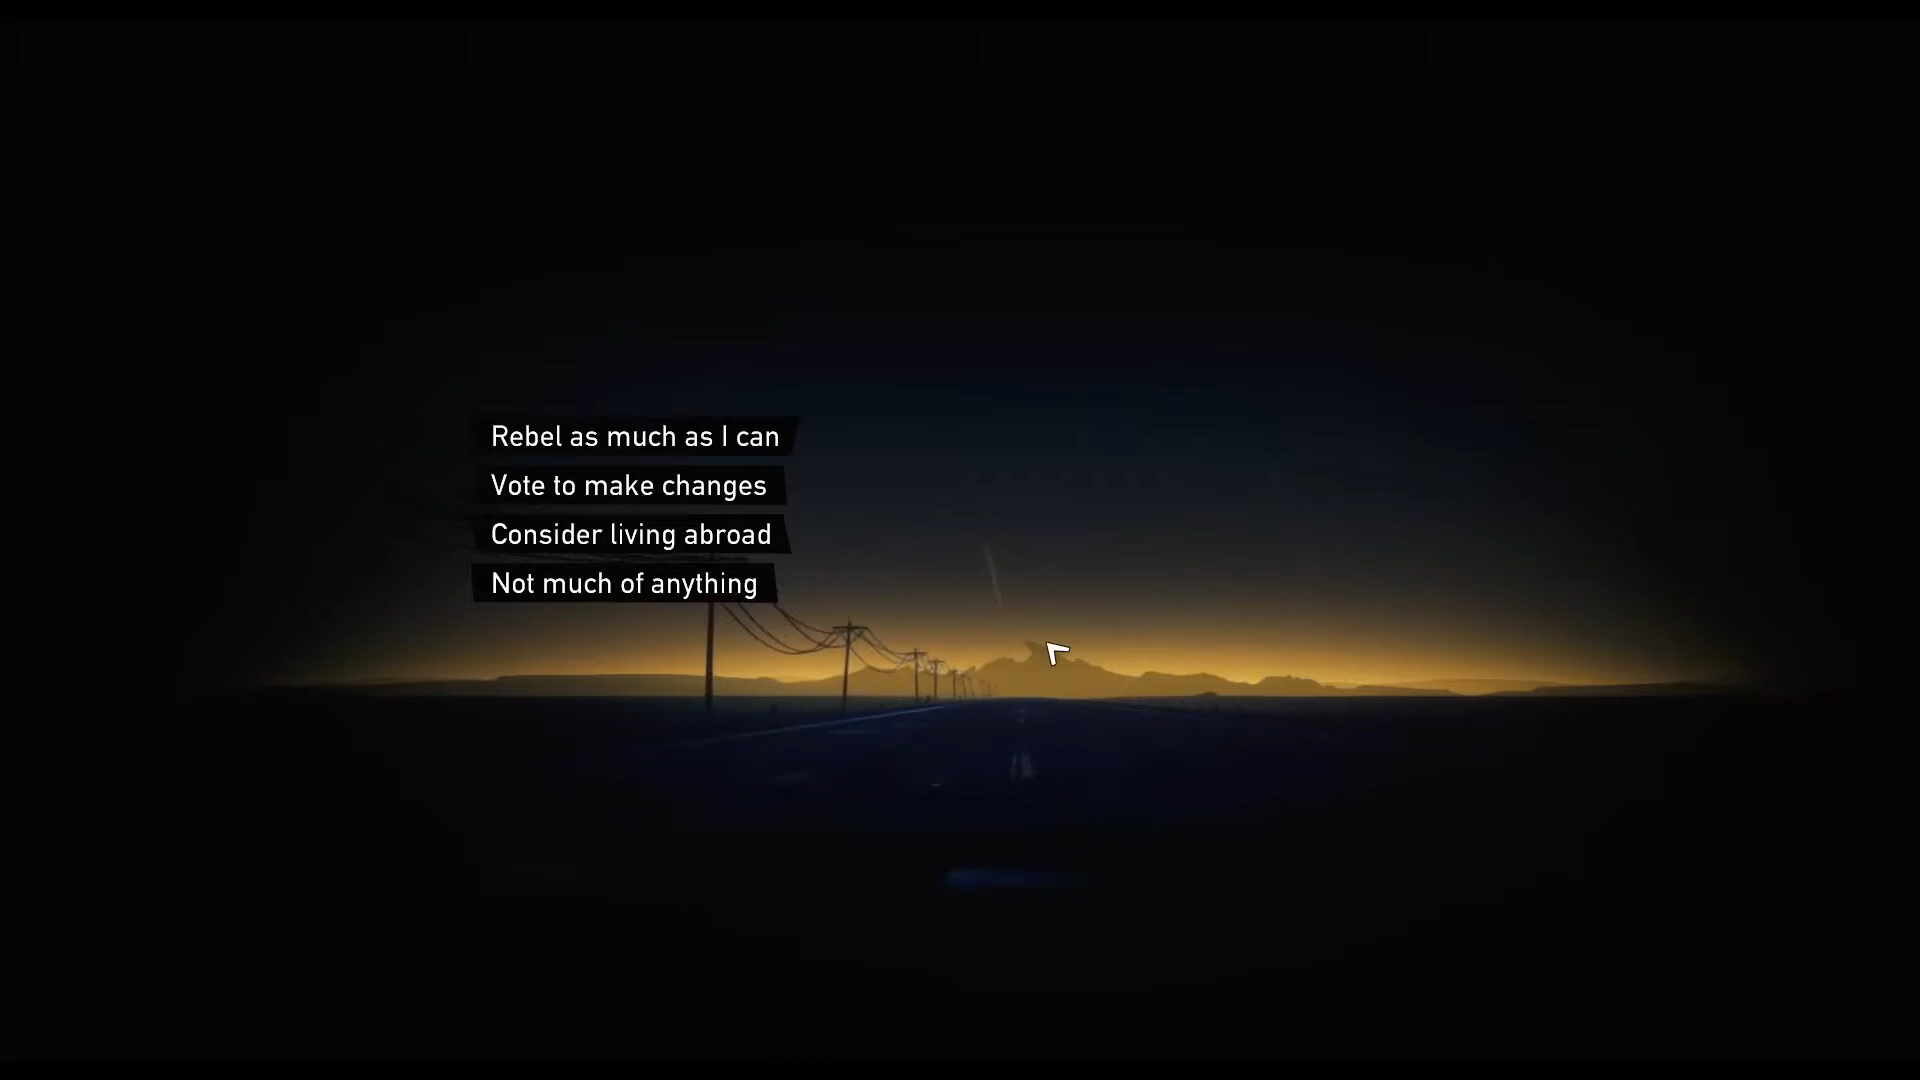 Rebel as much as I can
Vote to make changes
Consider living abroad
Not much of anything